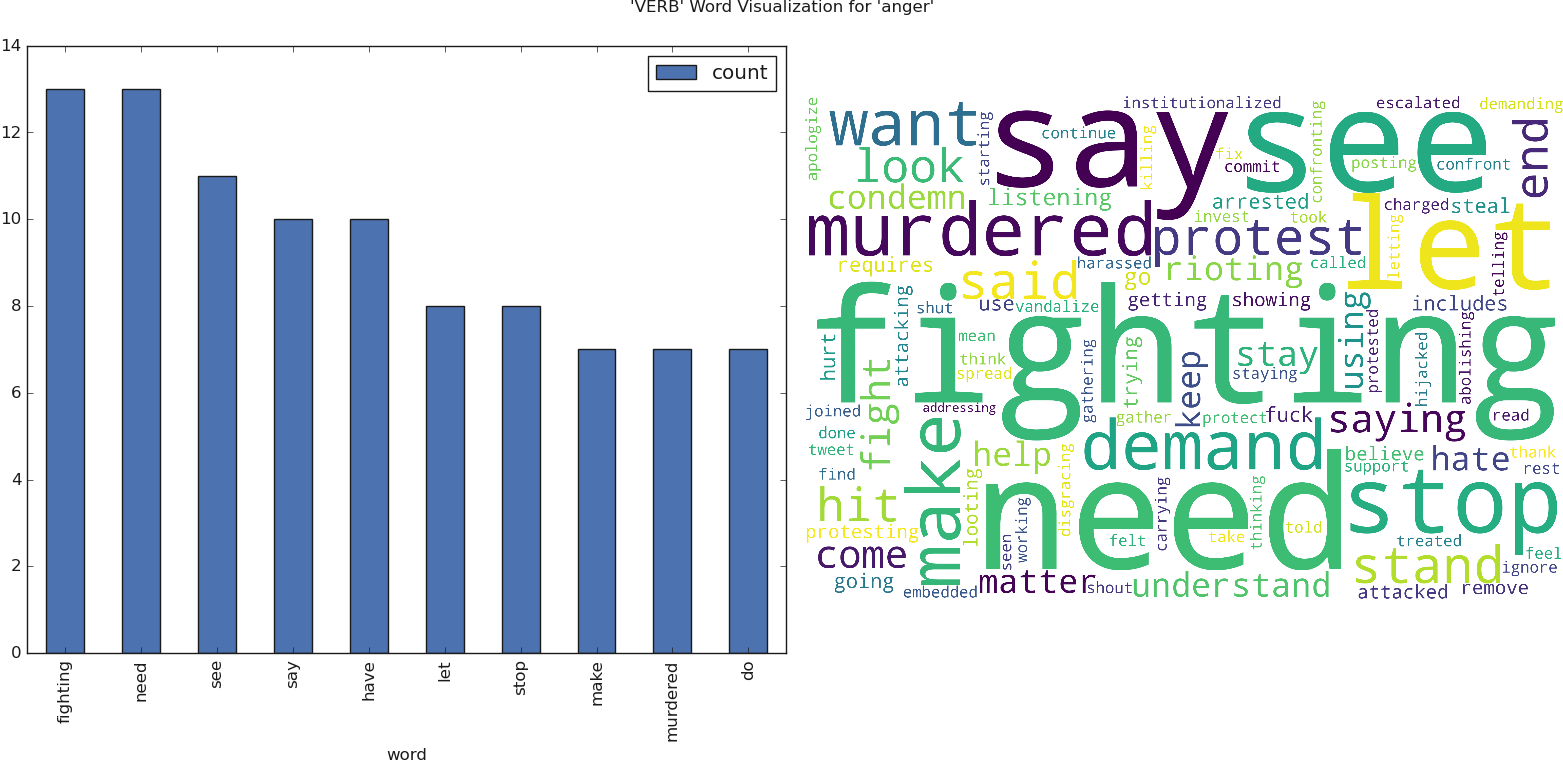 'VERB' Word Visualization for 'anger'
14
12
10
8
6
4
2
0
count
fighting
need
see
say
have
let
stop
make
murdered
do
word
apologize
want
starting
say
continue
institutionalized
killing
see
escalated
demanding
look
fix
commit
confronting
posting
confront
end
condemn
listening
arrested
charged
steal
murdered
protest
invest
took
let
letting
telling
requires
said
harassed
go
rioting
called
fighting
shut
use
vandalize
getting
showing
using
includes
hurt
attacking
mean
think
spread
trying
gathering
keep
stay
staying
protested
hijacked
abolishing
joined
fight
addressing
gather
protect
fuck
saying
read
done
tweet
find
make
help
demand
believe
support
hate
thank
rest
hit
looting
need
disgracing
carrying
thinking
told
stop
protesting
seen
working
felt
take
treated
feel
come
going
embedded
matter
shout
understand
stand
ignore
attacked
remove